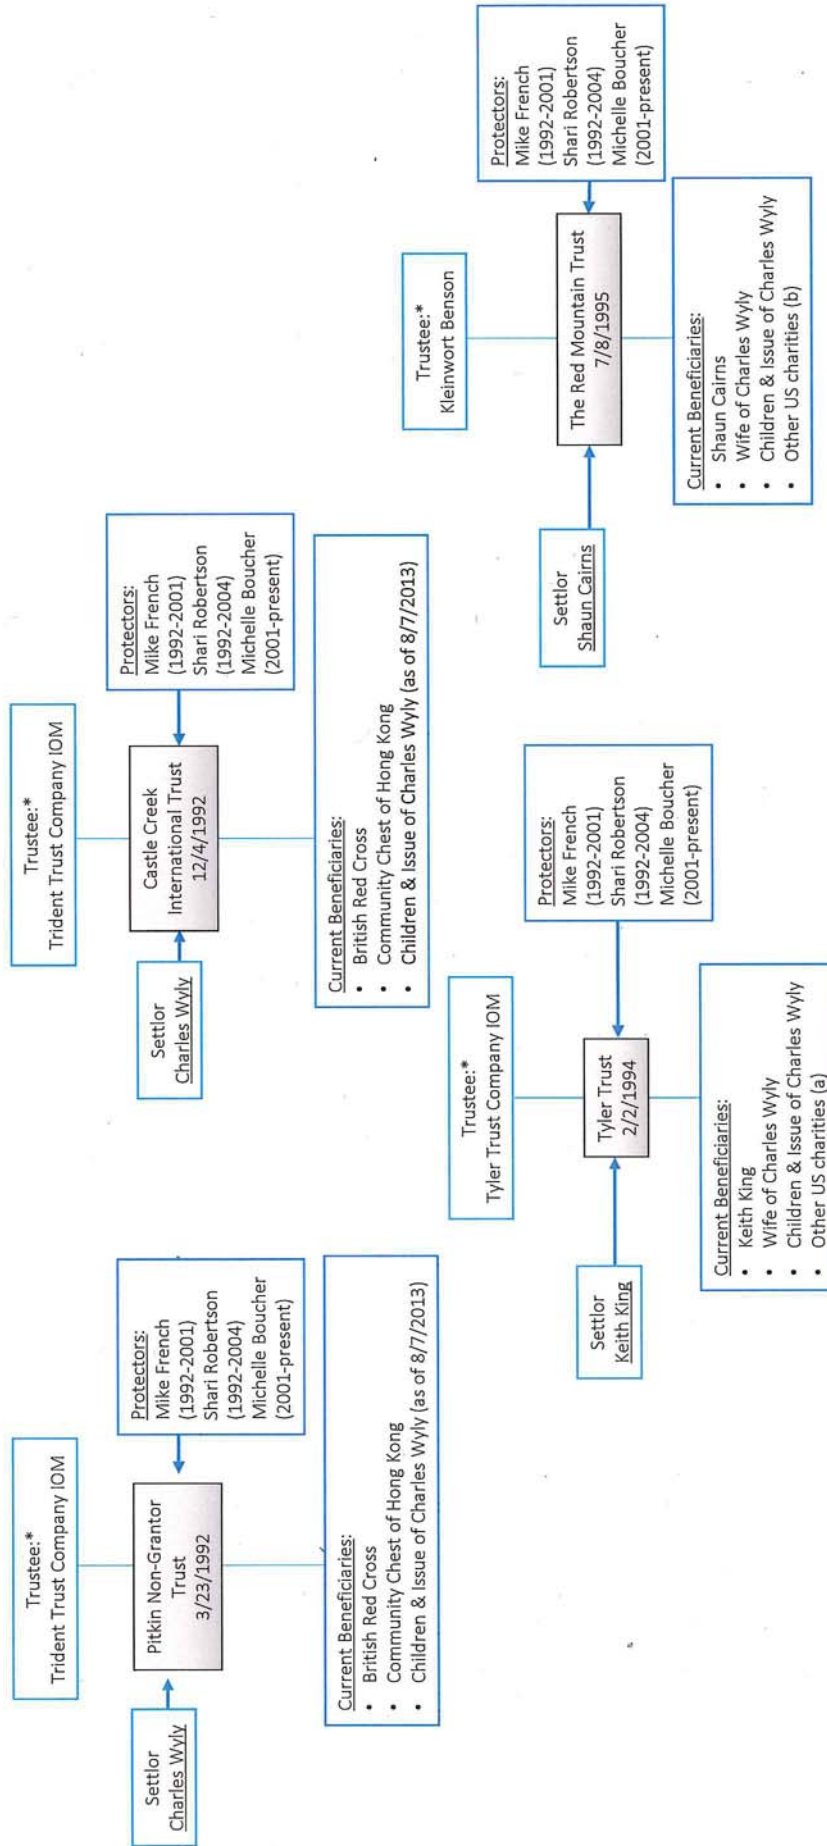 Trustee:*
Trident Trust Company IOM
Settlor
Charles Wyly
Pitkin Non-Grantor
Trust
3/23/1992
Protectors:
Mike French
(1992-2001)
Shari Robertson
(1992-2004)
Michelle Boucher
(2001-present)
Current Beneficiaries:
• British Red Cross
• Community Chest of Hong Kong
• Children & Issue of Charles Wyly (as of 8/7/2013)
Trustee:*
Trident Trust Company IOM
Settlor
Charles Wyly
Castle Creek
International Trust
12/4/1992
Protectors:
Mike French
(1992-2001)
Shari Robertson
(1992-2004)
Michelle Boucher
(2001-present)
Current Beneficiaries:
• British Red Cross
• Community Chest of Hong Kong
• Children & Issue of Charles Wyly (as of 8/7/2013)
Trustee:*
Tyler Trust Company IOM
Settlor
Keith King
Tyler Trust
2/2/1994
Protectors:
Mike French
(1992-2001)
Shari Robertson
(1992-2004)
Michelle Boucher
(2001-present)
Current Beneficiaries:
• Keith King
• Wife of Charles Wyly
• Children & Issue of Charles Wyly
• Other US charities (a)
Trustee:*
Kleinwort Benson
Settlor
Shaun Cairns
The Red Mountain Trust
7/8/1995
Protectors:
Mike French
(1992-2001)
Shari Robertson
(1992-2004)
Michelle Boucher
(2001-present)
Current Beneficiaries:
• Shaun Cairns
• Wife of Charles Wyly
• Children & Issue of Charles Wyly
• Other US charities (b)